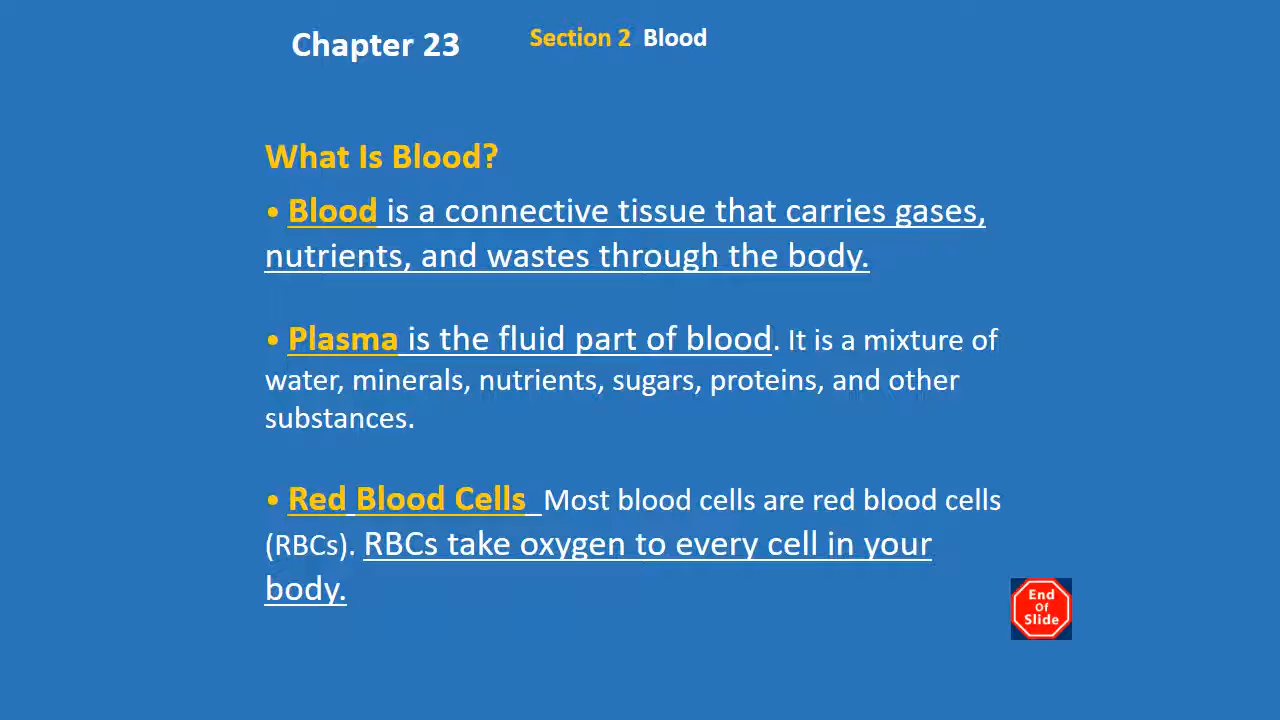 Chapter 23
Section 2 Blood
What Is Blood?
• Blood is a connective tissue that carries gases,
nutrients, and wastes through the body.
• Plasma is the fluid part of blood. It is a mixture of
water, minerals, nutrients, sugars, proteins, and other
substances.
• Red Blood Cells Most blood cells are red blood cells
(RBCs). RBCs take oxygen to every cell in your
body.
End
Of
Slide